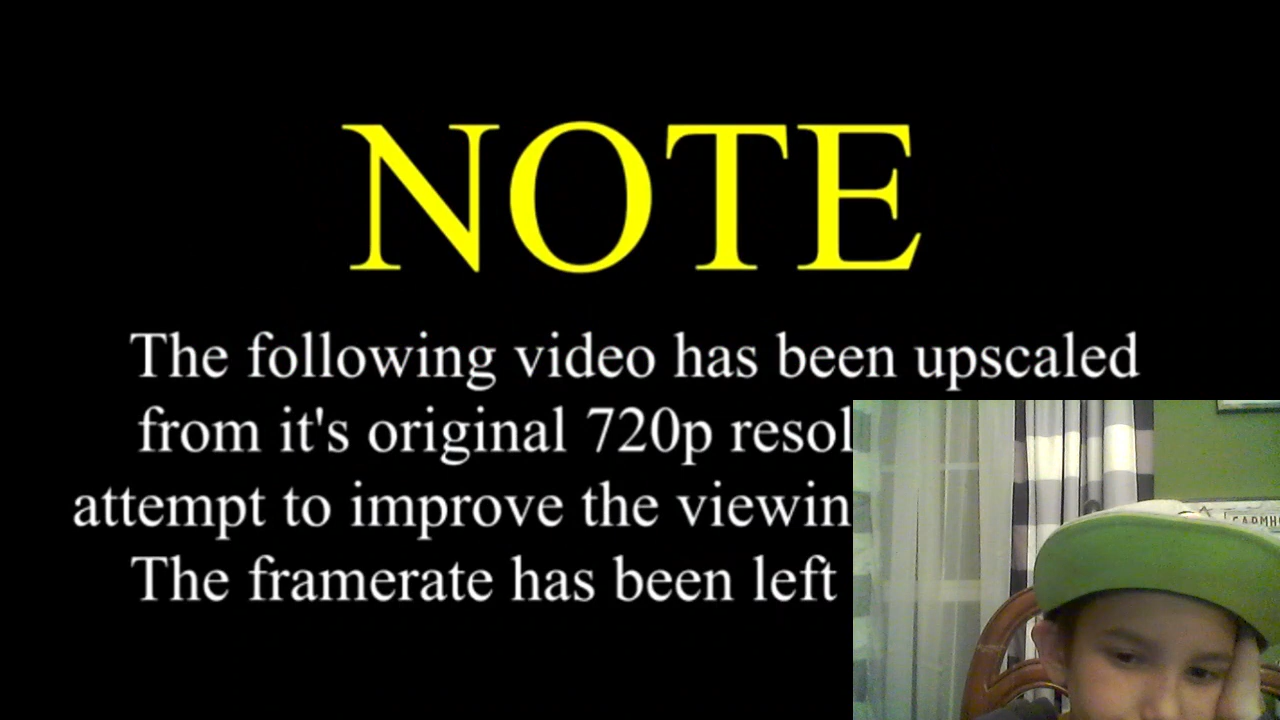 NOTE
The following video has been upscaled
from it's original 720p resol
attempt to improve the viewin
The framerate has been left